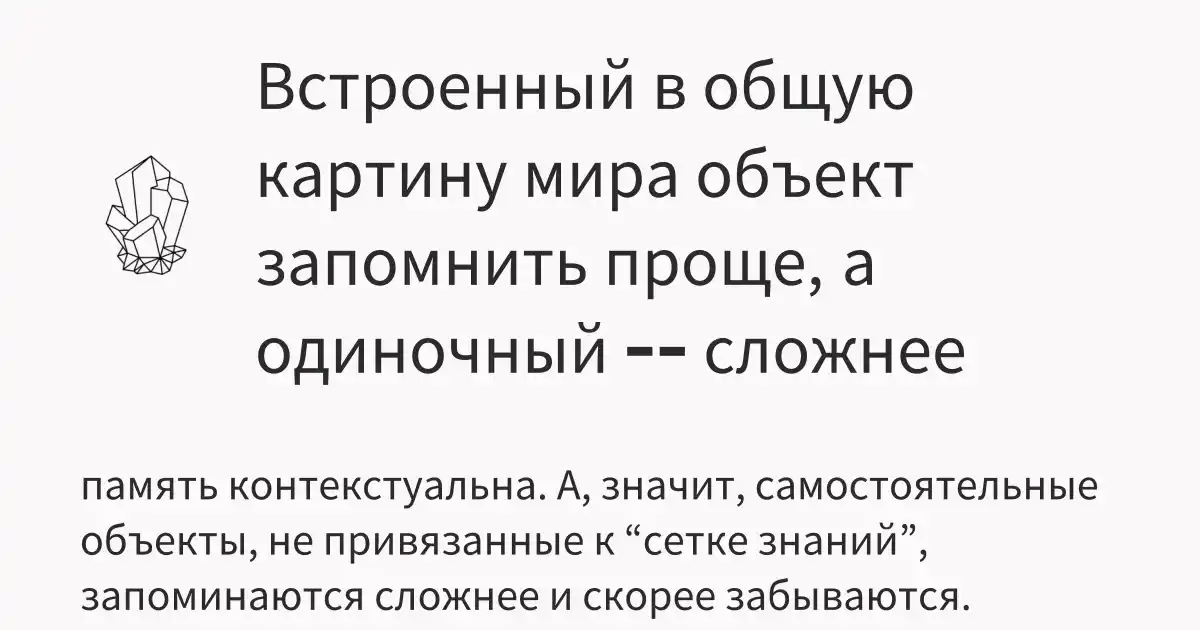 Встроенный в общую
картину мира объект
запомнить проще, а
одиночный -- сложнее
память контекстуальна. А, значит, самостоятельные
объекты, не привязанные к “сетке знаний”,
запоминаются сложнее и скорее забываются.